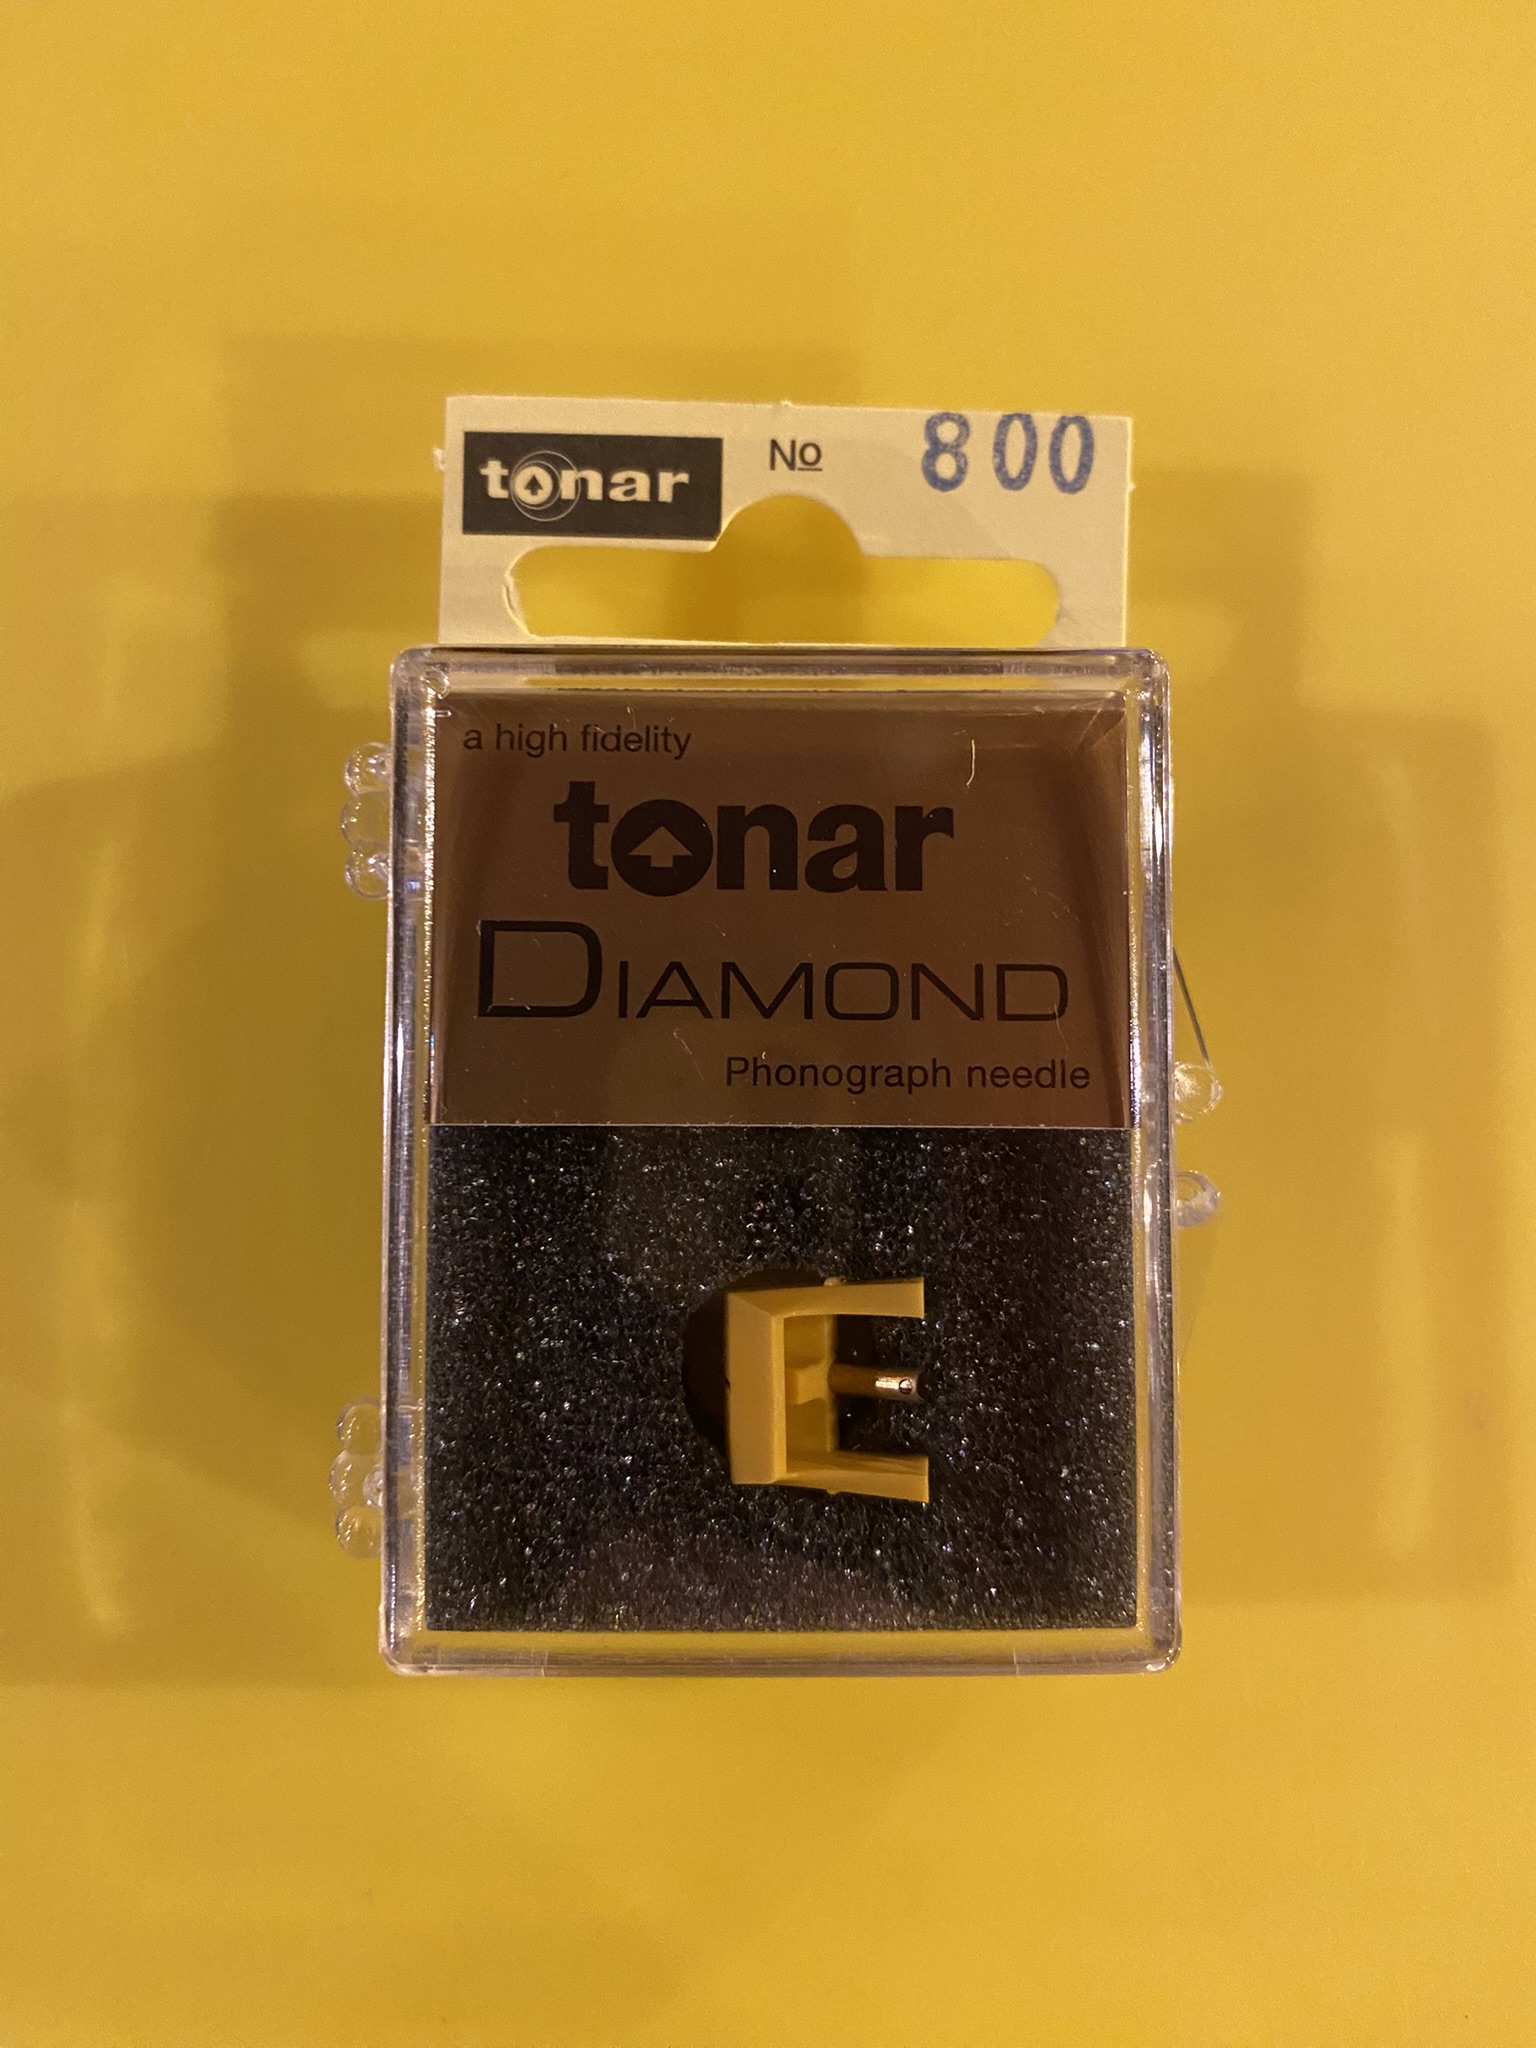 tonar
Nº
800
a high fidelity
tonar
DIAMOND
Phonograph needle